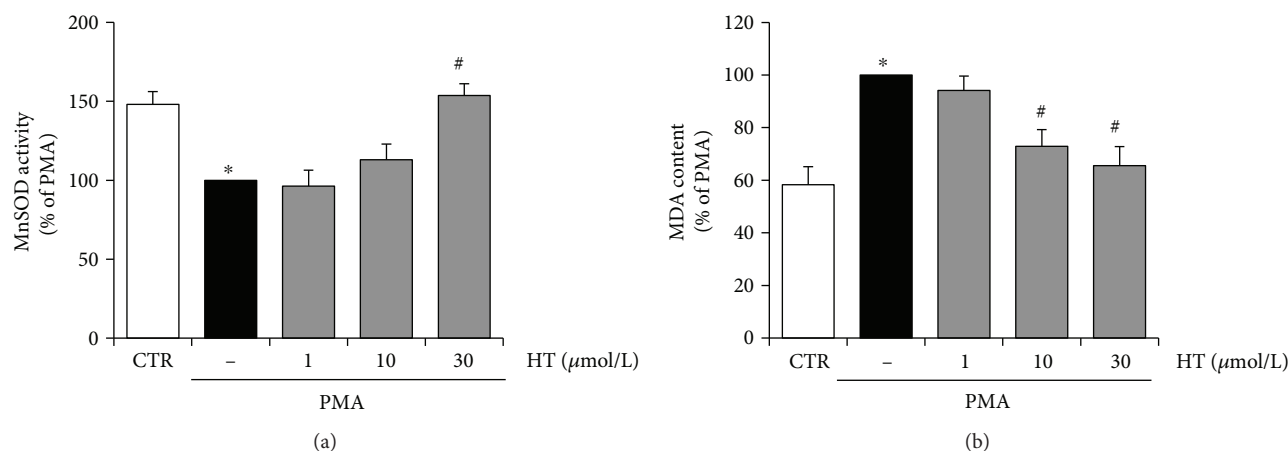 MnSOD activity
(% of PMA)
200
150
100
50
0
*
#
CTR
–
1
10
30
HT (μmol/L)
PMA
(a)
MDA content
(% of PMA)
120
100
80
60
40
20
0
*
#
#
CTR
–
1
10
30
HT (μmol/L)
PMA
(b)